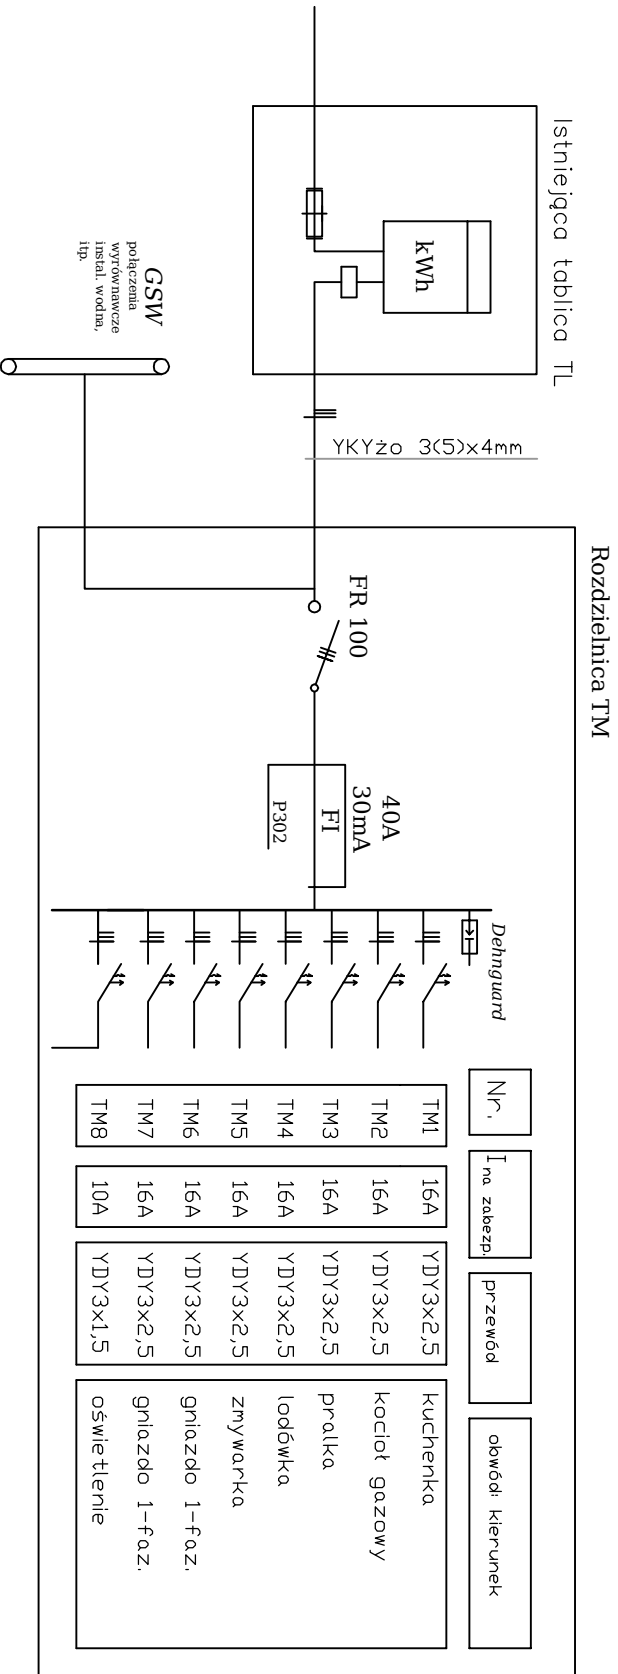 Istniejąca tablica TL
kWh
GSW
połączenia
wyrównawcze
instal. wodna,
itp.
YKYżo 3(5)x4mm
Rozdzielnica TM
FR 100
40A
30mA
FI
P302
Dehnguard
Nr. I na zabezp. przewód obwód: kierunek
TM1 16A YDY3x2,5 kuchenka
TM2 16A YDY3x2,5 kocioł gazowy
TM3 16A YDY3x2,5 pralka
TM4 16A YDY3x2,5 lodówka
TM5 16A YDY3x2,5 zmywarka
TM6 16A YDY3x2,5 gniazdo 1-faz.
TM7 16A YDY3x2,5 gniazdo 1-faz.
TM8 10A YDY3x1,5 oświetlenie